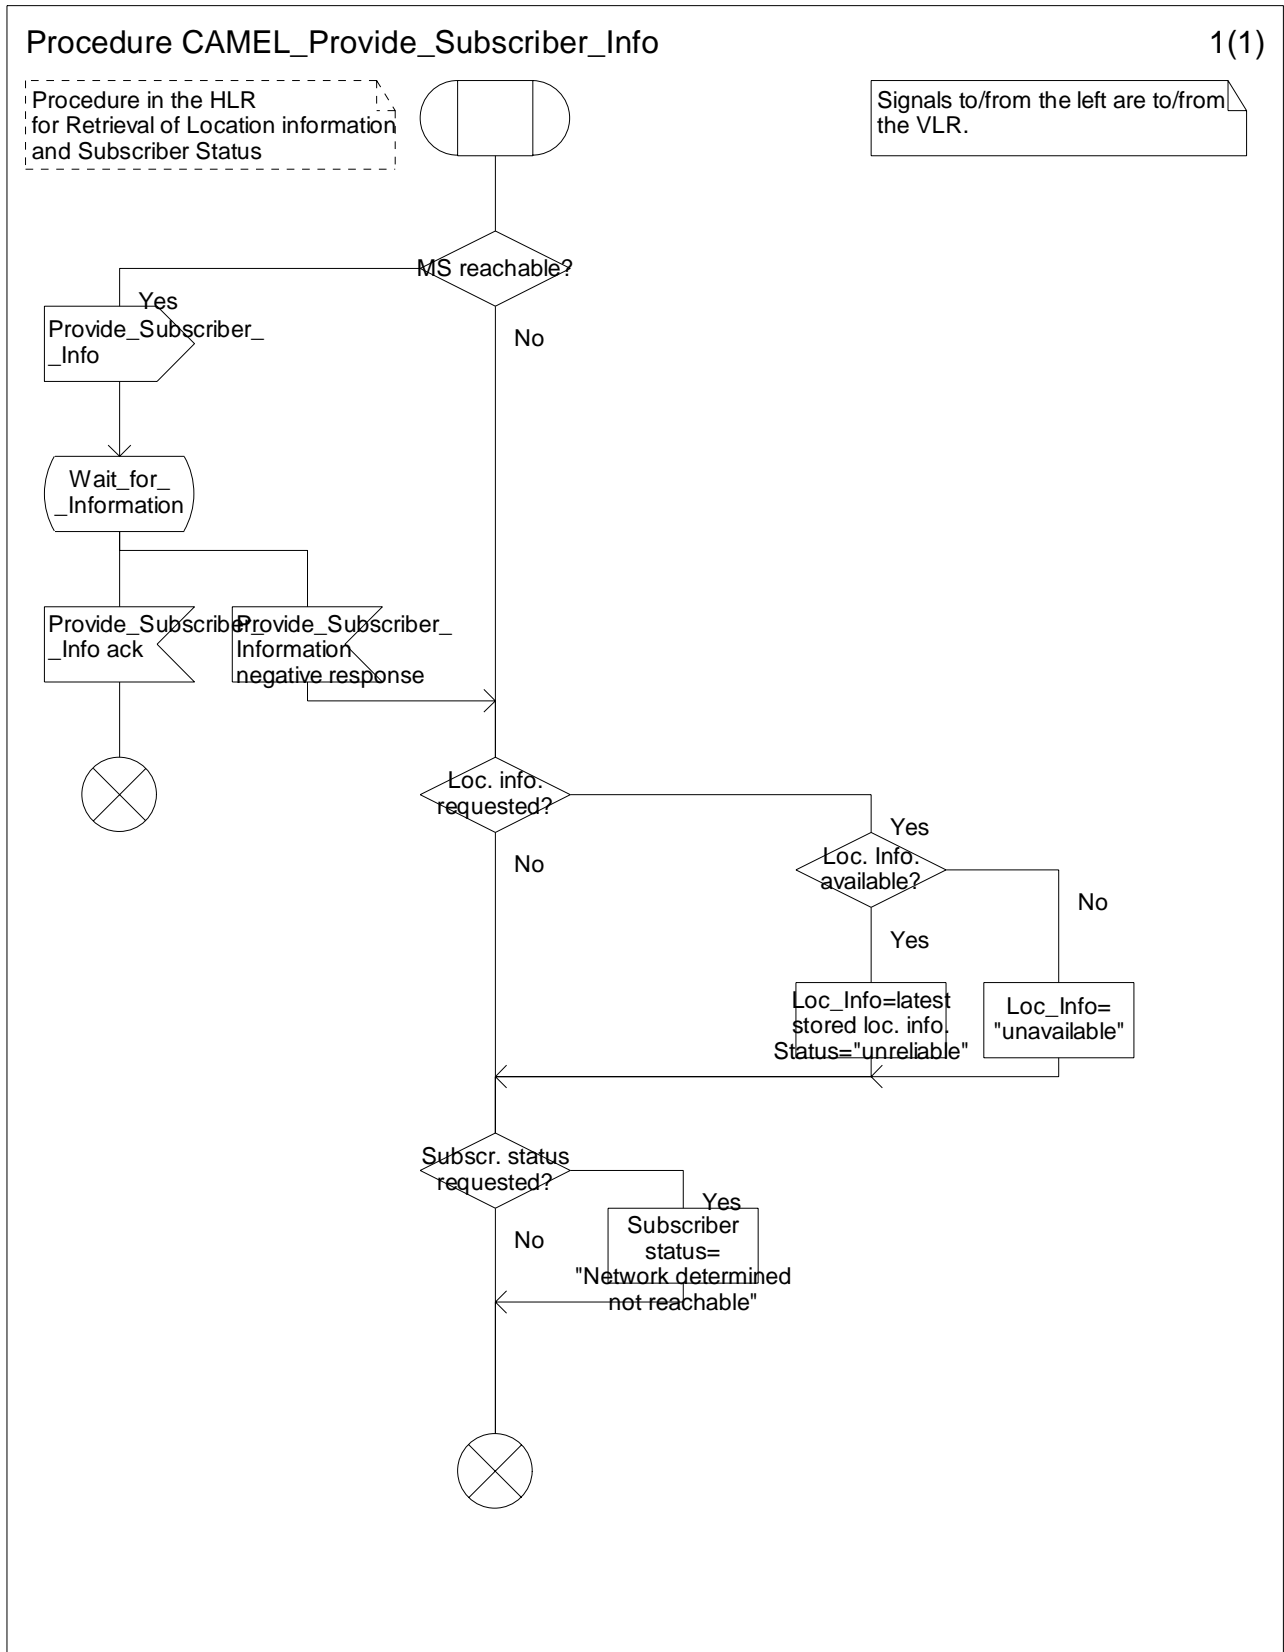 Procedure CAMEL_Provide_Subscriber_Info
1(1)
Procedure in the HLR
for Retrieval of Location information
and Subscriber Status
Signals to/from the left are to/from
the VLR.
MS reachable?
Yes
No
Provide_Subscriber_
_Info
Wait_for_
_Information
Provide_Subscriber_
_Info ack
Provide_Subscriber_
Information
negative response
Loc. info.
requested?
Yes
No
Loc. Info.
available?
No
Yes
Loc_Info=latest
stored loc. info.
Status="unreliable"
Loc_Info=
"unavailable"
Subscr. status
requested?
Yes
No
Subscriber
status=
"Network determined
not reachable"